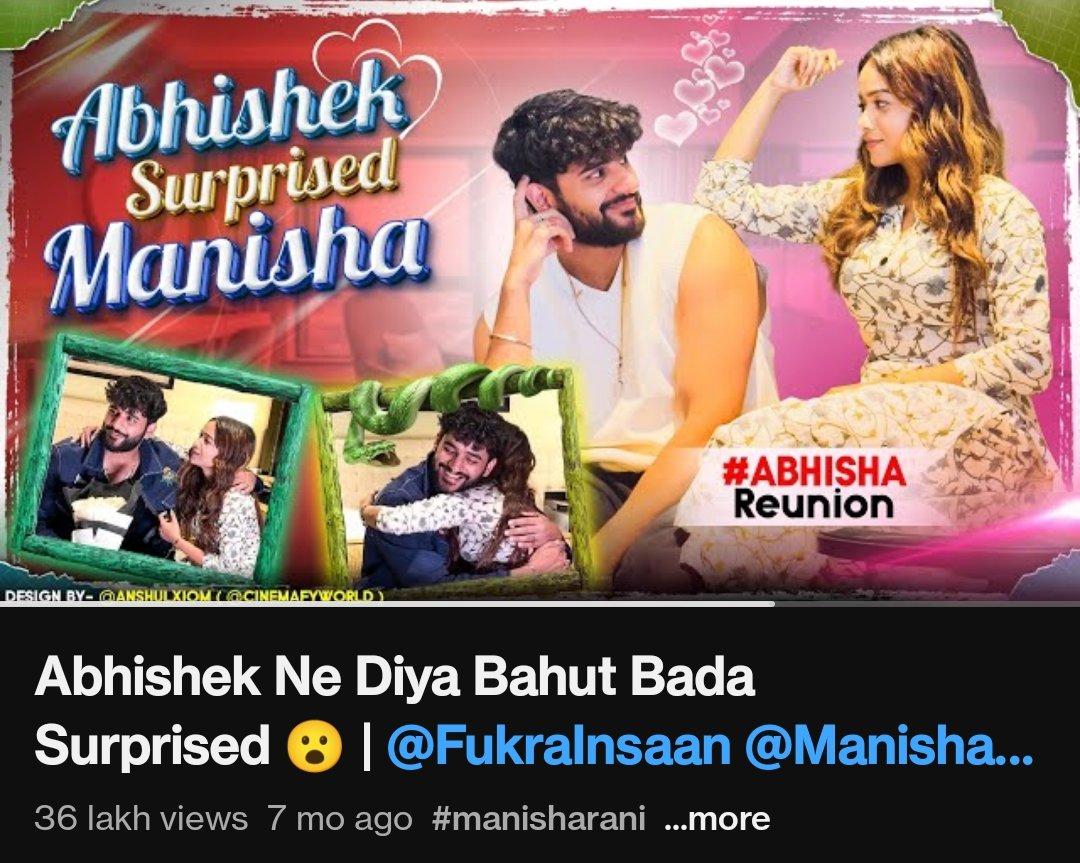 Abhishek
Surprised
Manisha
#ABHISHA
Reunion
DESIGN BY- @ANSHULXIOM ( @CINEMAFYWORLD )
Abhishek Ne Diya Bahut Bada
Surprised 😮 | @FukraInsaan @Manisha...
36 lakh views 7 mo ago #manisharani ...more